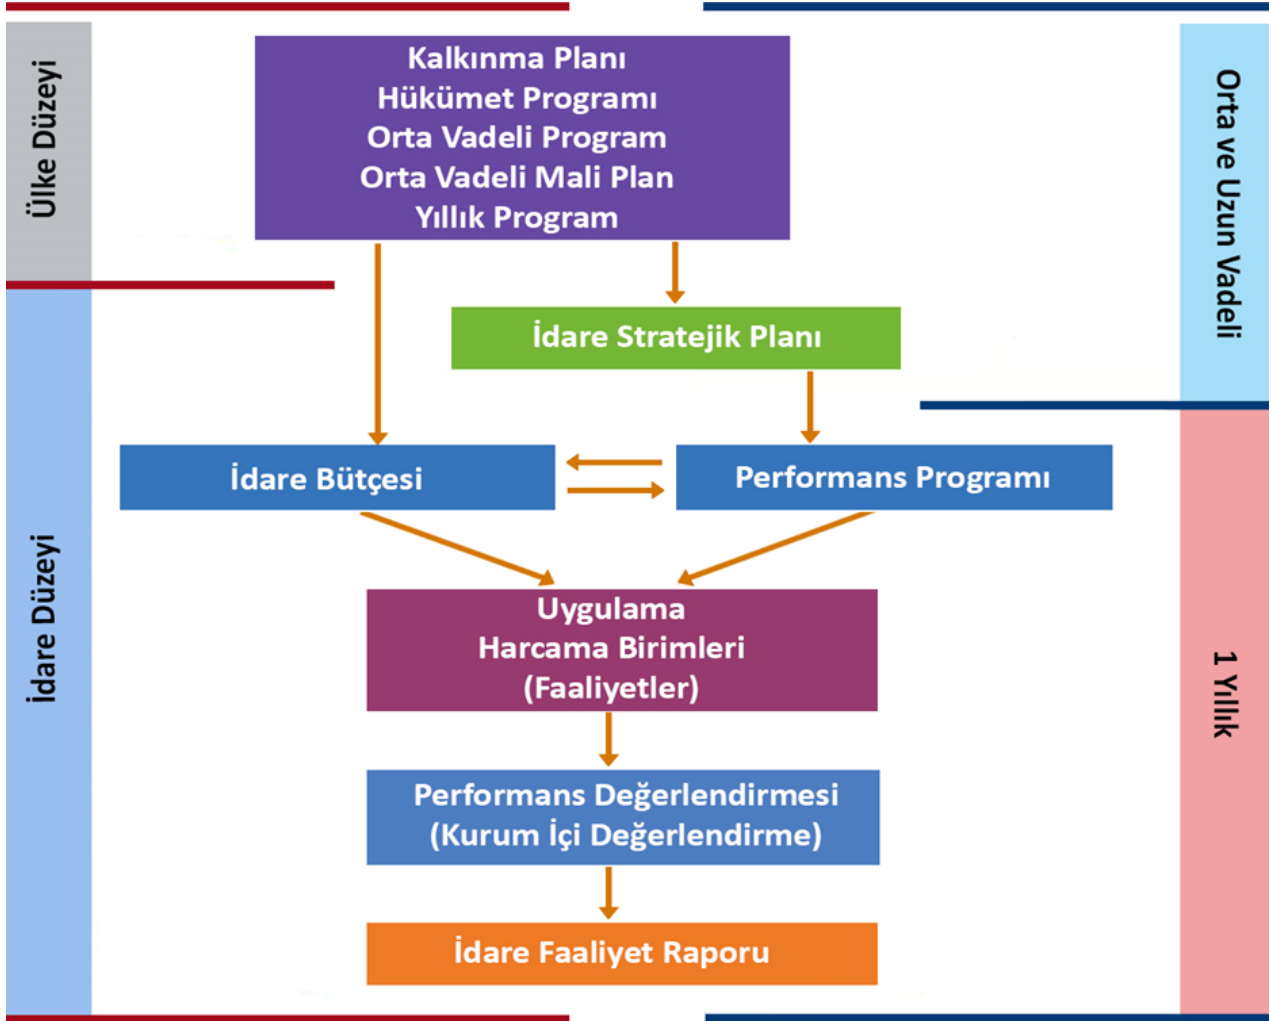 Ülke Düzeyi
Kalkınma Planı
Hükümet Programı
Orta Vadeli Program
Orta Vadeli Mali Plan
Yıllık Program
Orta ve Uzun Vadeli
İdare Stratejik Planı
İdare Düzeyi
İdare Bütçesi
Performans Programı
1 Yıllık
Uygulama
Harcama Birimleri
(Faaliyetler)
Performans Değerlendirmesi
(Kurum İçi Değerlendirme)
İdare Faaliyet Raporu